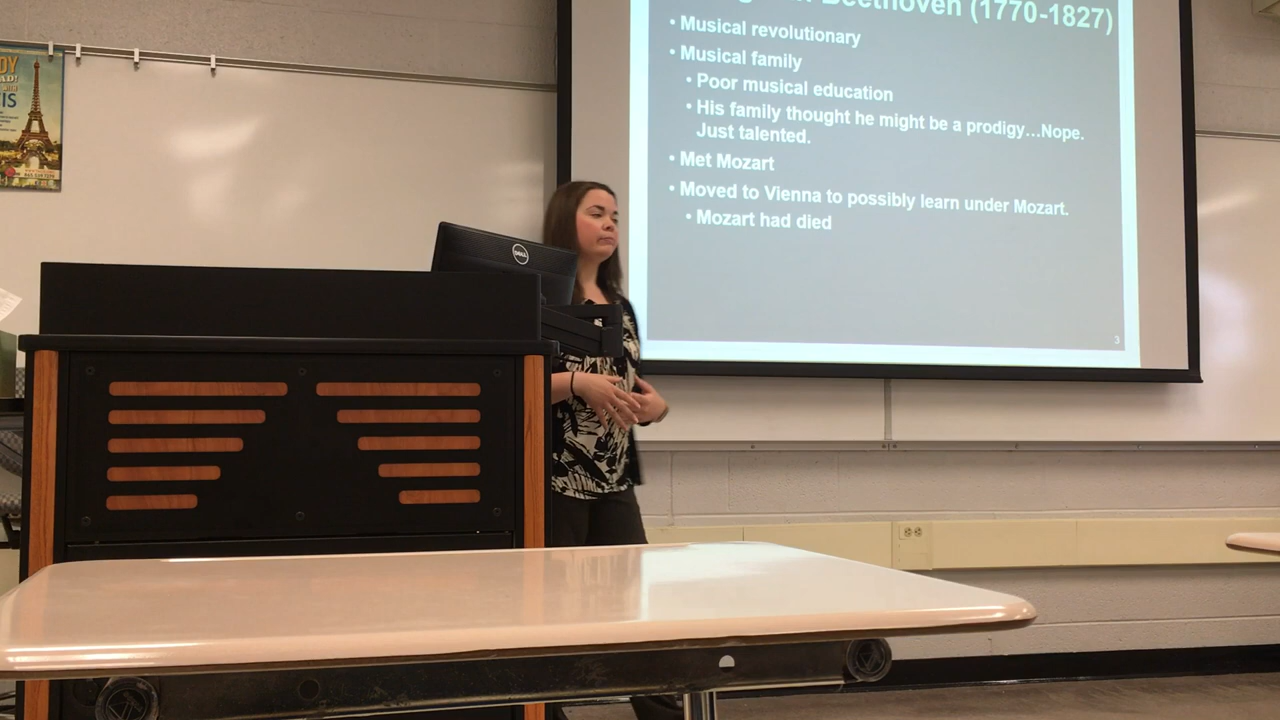 Beethoven (1770-1827)
• Musical revolutionary
• Musical family
• Poor musical education
• His family thought he might be a prodigy…Nope.
Just talented.
• Met Mozart
• Moved to Vienna to possibly learn under Mozart.
• Mozart had died
3
DELL